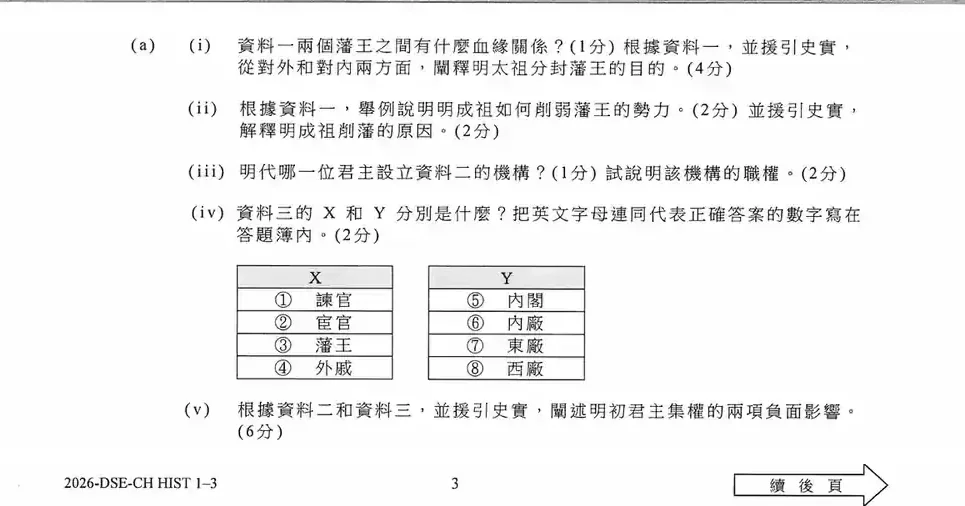 (a) (i) 資料一兩個藩王之間有什麼血緣關係？(1分) 根據資料一，並援引史實，
從對外和對內兩方面，闡釋明太祖分封藩王的目的。(4分)
(ii) 根據資料一，舉例說明明成祖如何削弱藩王的勢力。(2分) 並援引史實，
解釋明成祖削藩的原因。(2分)
(iii) 明代哪一位君主設立資料二的機構？(1分) 試說明該機構的職權。(2分)
(iv) 資料三的 X 和 Y 分別是什麼？把英文字母連同代表正確答案的數字寫在
答題簿內。(2分)
X Y
① 諫官 ⑤ 內閣
② 宦官 ⑥ 內廠
③ 藩王 ⑦ 東廠
④ 外戚 ⑧ 西廠
(v) 根據資料二和資料三，並援引史實，闡述明初君主集權的兩項負面影響。
(6分)
2026-DSE-CH HIST 1–3 3 續後頁